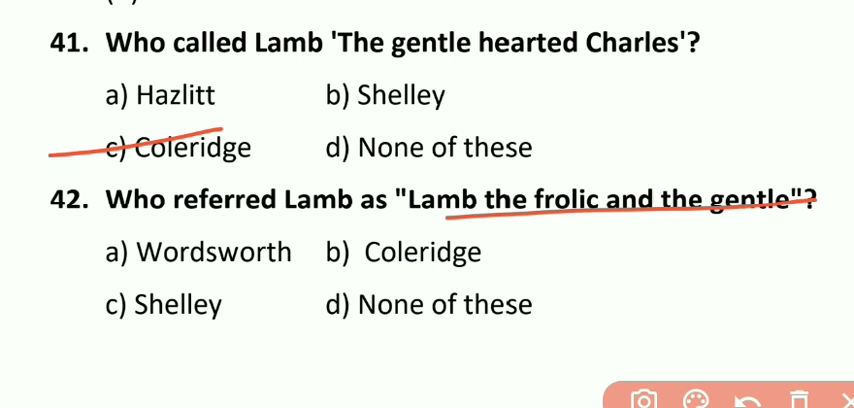 41. Who called Lamb 'The gentle hearted Charles'?
a) Hazlitt b) Shelley
c) Coleridge d) None of these
42. Who referred Lamb as "Lamb the frolic and the gentle"?
a) Wordsworth b) Coleridge
c) Shelley d) None of these